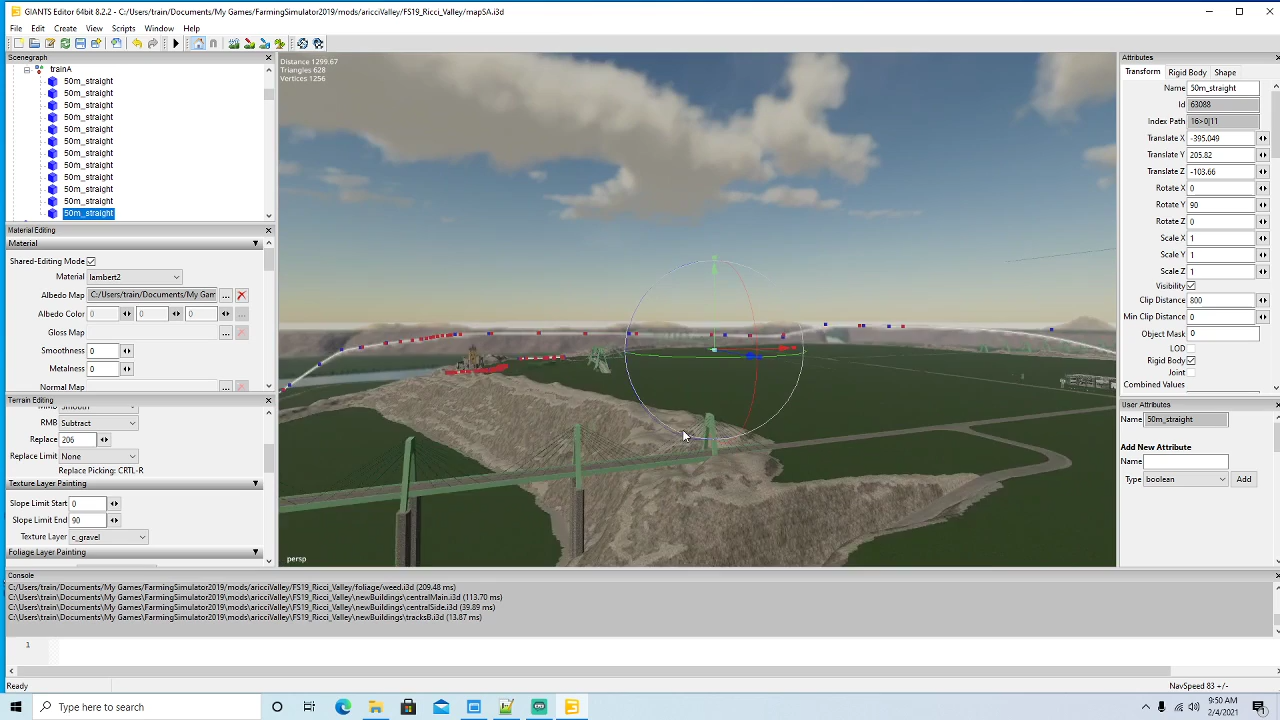 GIANTS Editor 64bit 8.2.2 - C:/Users/train/Documents/My Games/FarmingSimulator2019/mods/aricciValley/FS19_Ricci_Valley/mapSA.i3d
File Edit Create View Scripts Window Help
Scenegraph
trainA
50m_straight
50m_straight
50m_straight
50m_straight
50m_straight
50m_straight
50m_straight
50m_straight
50m_straight
50m_straight
50m_straight
50m_straight
Material Editing
Material
Shared-Editing Mode
Material lambert2
Albedo Map C:/Users/train/Documents/My Gam ...
Albedo Color 0 0 0 ...
Gloss Map ...
Smoothness 0
Metalness 0
Normal Map
Terrain Editing
MMB Smooth
RMB Subtract
Replace 206
Replace Limit None
Replace Picking: CRTL-R
Texture Layer Painting
Slope Limit Start 0
Slope Limit End 90
Texture Layer c_gravel
Foliage Layer Painting
Distance 1299.67
Triangles 628
Vertices 1256
persp
Attributes
Transform Rigid Body Shape
Name 50m_straight
Id 63088
Index Path 16>0|11
Translate X -395.049
Translate Y 205.82
Translate Z -103.66
Rotate X 0
Rotate Y 90
Rotate Z 0
Scale X 1
Scale Y 1
Scale Z 1
Visibility
Clip Distance 800
Min Clip Distance 0
Object Mask 0
LOD
Rigid Body
Joint
Combined Values
User Attributes
Name 50m_straight
Add New Attribute
Name
Type boolean Add
Console
C:/Users/train/Documents/My Games/FarmingSimulator2019/mods/aricciValley/FS19_Ricci_Valley/foliage/weed.i3d (209.48 ms)
C:/Users/train\Documents\My Games\FarmingSimulator2019\mods\aricciValley\FS19_Ricci_Valley\newBuildings\centralMain.i3d (113.70 ms)
C:/Users/train\Documents\My Games\FarmingSimulator2019\mods\aricciValley\FS19_Ricci_Valley\newBuildings\centralSide.i3d (39.89 ms)
C:/Users/train\Documents\My Games\FarmingSimulator2019\mods\aricciValley\FS19_Ricci_Valley\newBuildings\tracksB.i3d (13.87 ms)
1
Ready
NavSpeed 83 +/-
Type here to search
9:50 AM
2/4/2021